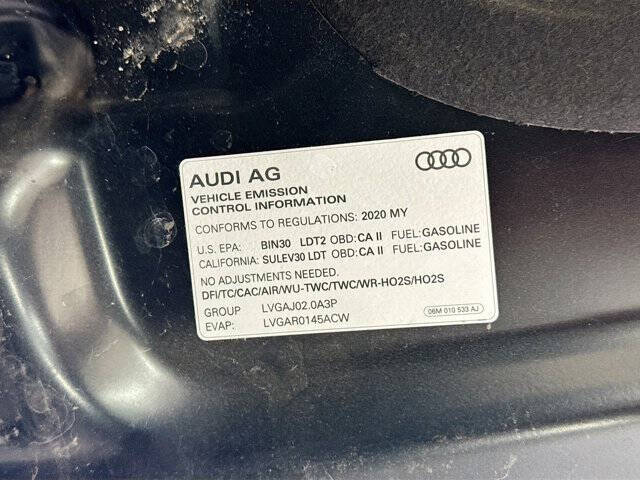 AUDI AG
VEHICLE EMISSION
CONTROL INFORMATION
CONFORMS TO REGULATIONS: 2020 MY
U.S. EPA: BIN30 LDT2 OBD: CA II FUEL: GASOLINE
CALIFORNIA: SULEV30 LDT OBD: CA II FUEL: GASOLINE
NO ADJUSTMENTS NEEDED.
DFI/TC/CAC/AIR/WU-TWC/TWC/WR-HO2S/HO2S
GROUP LVGAJ02.0A3P
EVAP: LVGAR0145ACW
06M 010 533 AJ